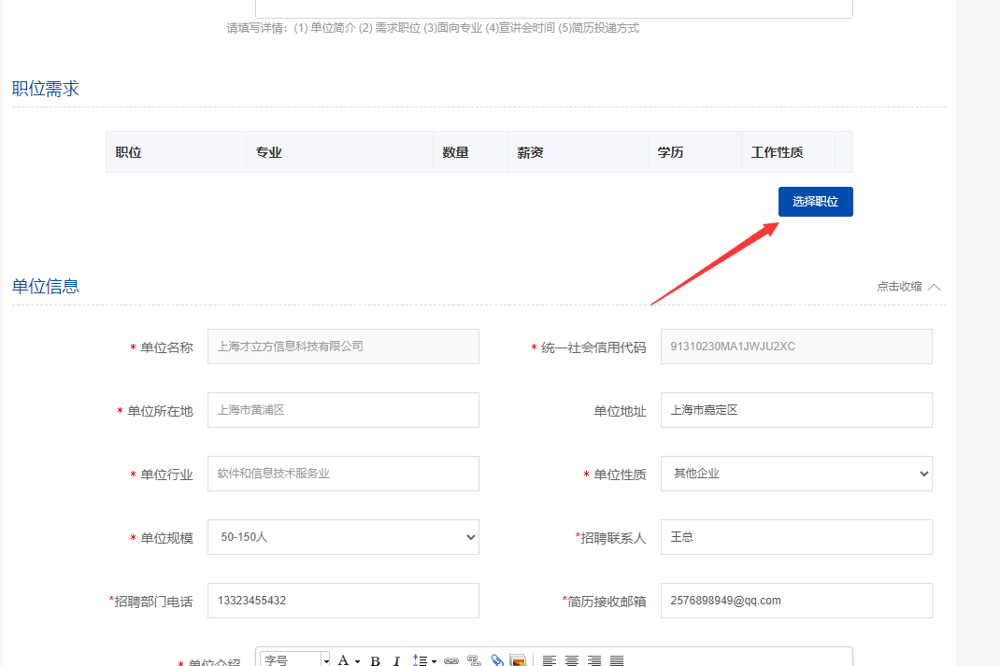 请填写详情：(1) 单位简介 (2) 需求职位 (3)面向专业 (4)宣讲会时间 (5)简历投递方式
职位需求
职位 专业 数量 薪资 学历 工作性质
选择职位
单位信息 点击收缩
* 单位名称 上海才立方信息科技有限公司 * 统一社会信用代码 91310230MA1JWJU2XC
* 单位所在地 上海市黄浦区 单位地址 上海市嘉定区
* 单位行业 软件和信息技术服务业 * 单位性质 其他企业
* 单位规模 50-150人 *招聘联系人 王总
*招聘部门电话 13323455432 *简历接收邮箱 2576898949@qq.com
* 单位介绍 字号 A B I